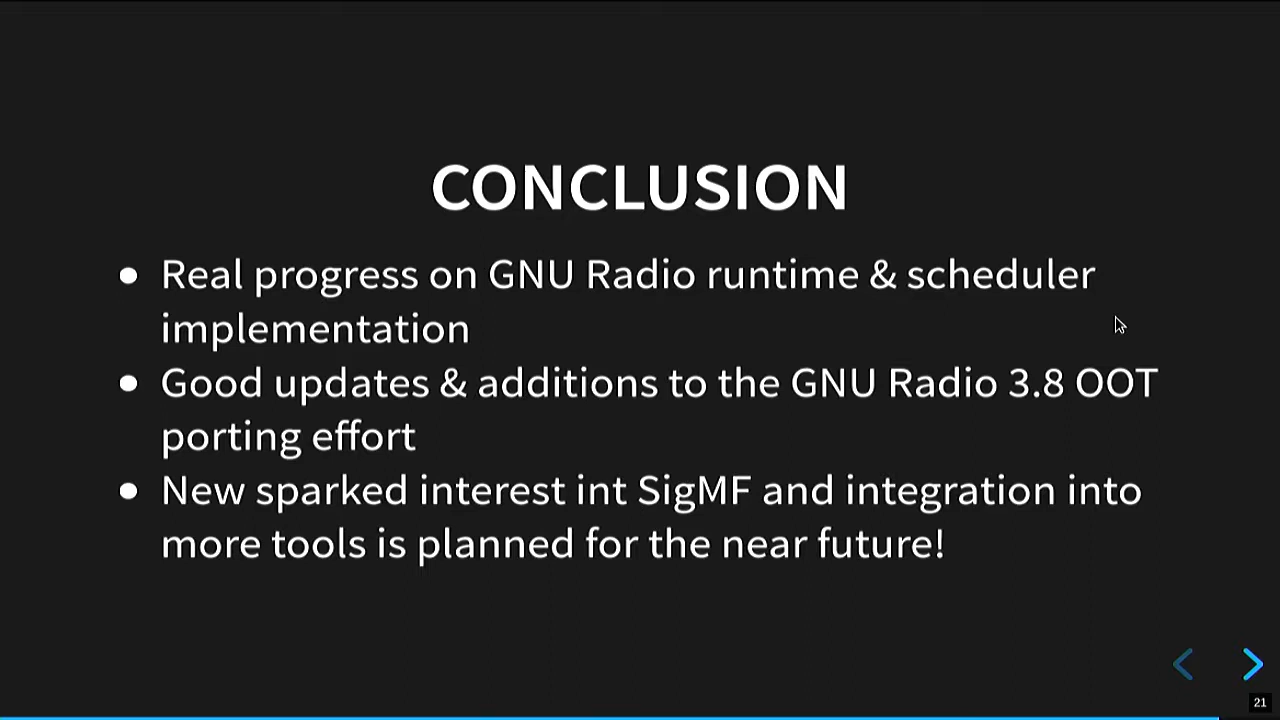 CONCLUSION
• Real progress on GNU Radio runtime & scheduler
implementation
• Good updates & additions to the GNU Radio 3.8 OOT
porting effort
• New sparked interest int SigMF and integration into
more tools is planned for the near future!
21